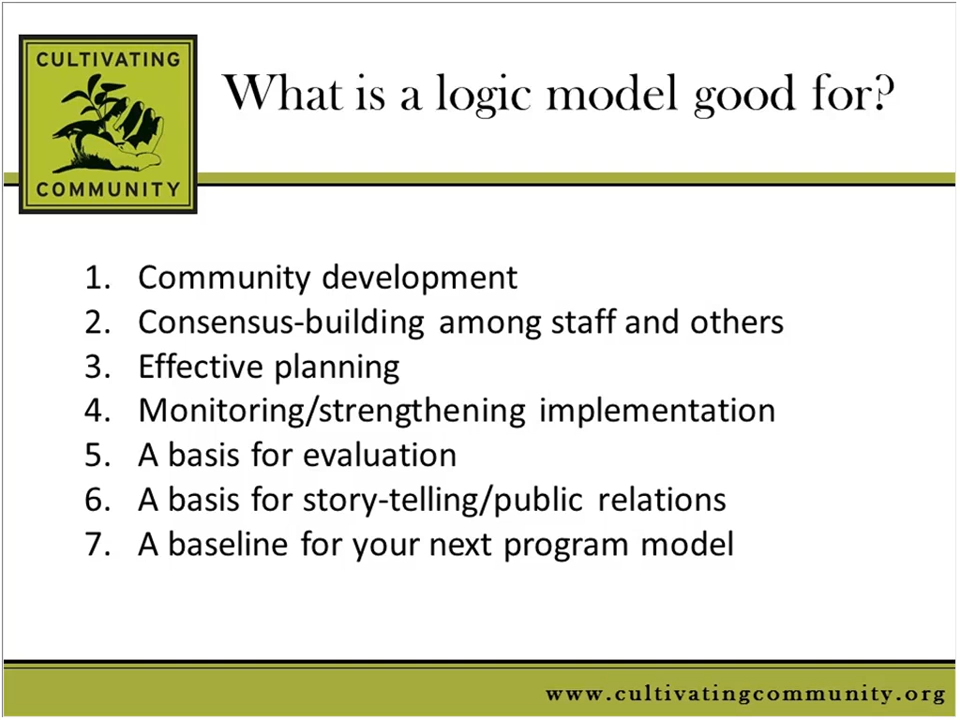 CULTIVATING
COMMUNITY
What is a logic model good for?
1. Community development
2. Consensus-building among staff and others
3. Effective planning
4. Monitoring/strengthening implementation
5. A basis for evaluation
6. A basis for story-telling/public relations
7. A baseline for your next program model
www.cultivatingcommunity.org